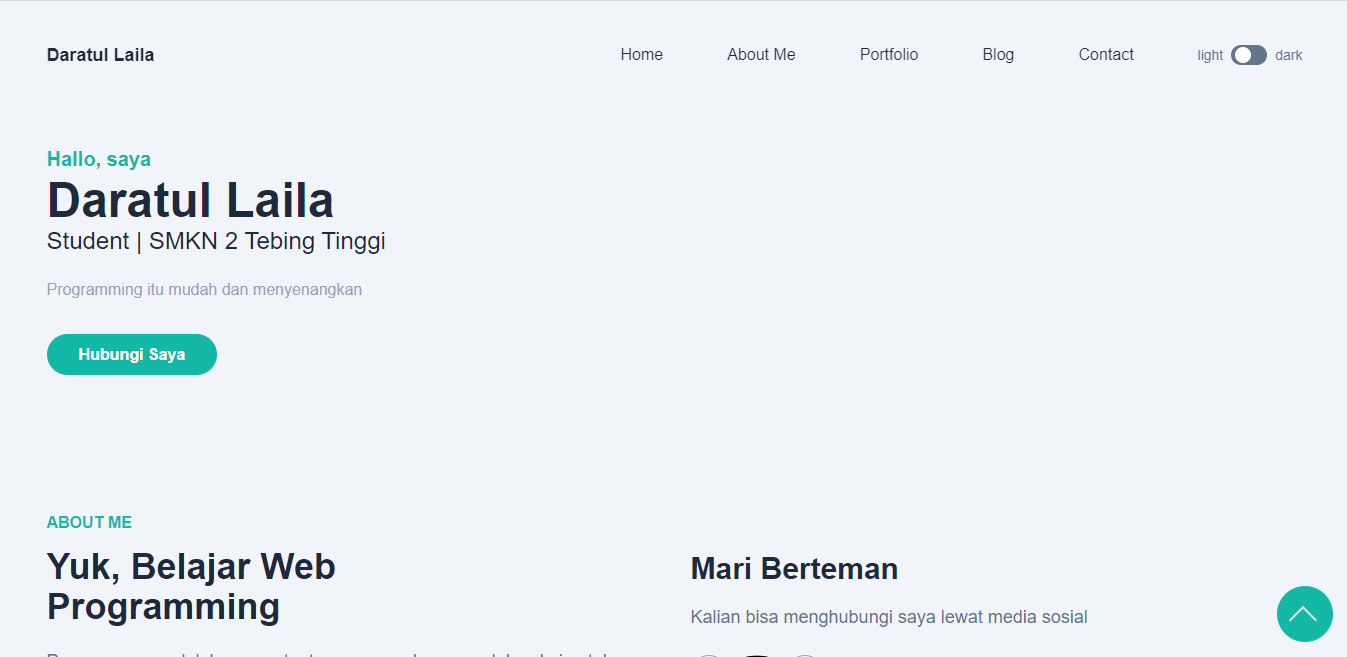 Daratul Laila
Home
About Me
Portfolio
Blog
Contact
light
dark
Hallo, saya
Daratul Laila
Student | SMKN 2 Tebing Tinggi
Programming itu mudah dan menyenangkan
Hubungi Saya
ABOUT ME
Yuk, Belajar Web
Programming
Mari Berteman
Kalian bisa menghubungi saya lewat media sosial